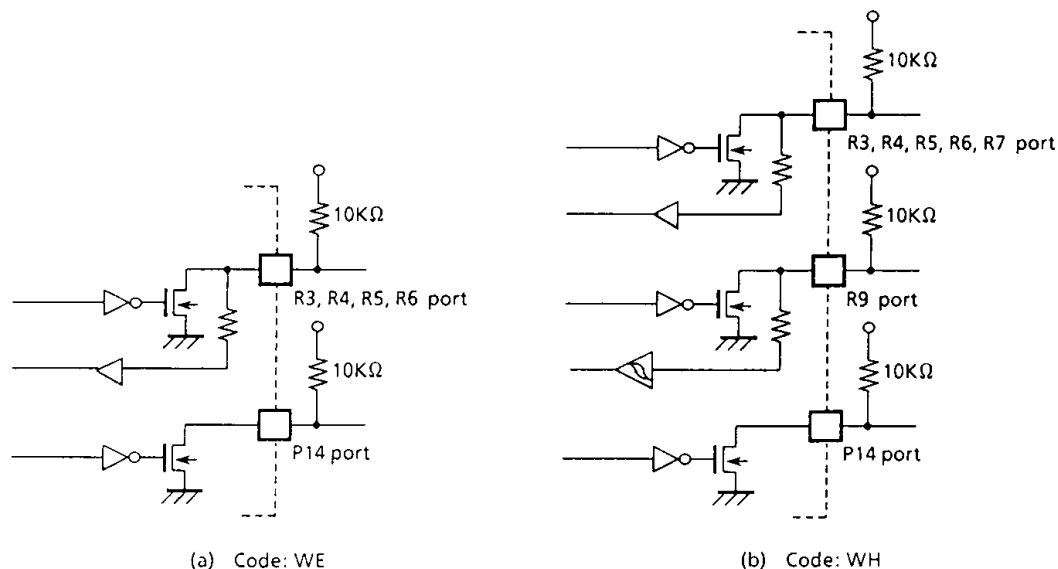 10KΩ
R3, R4, R5, R6 port
10KΩ
P14 port
(a) Code: WE
10KΩ
R3, R4, R5, R6, R7 port
10KΩ
R9 port
10KΩ
P14 port
(b) Code: WH